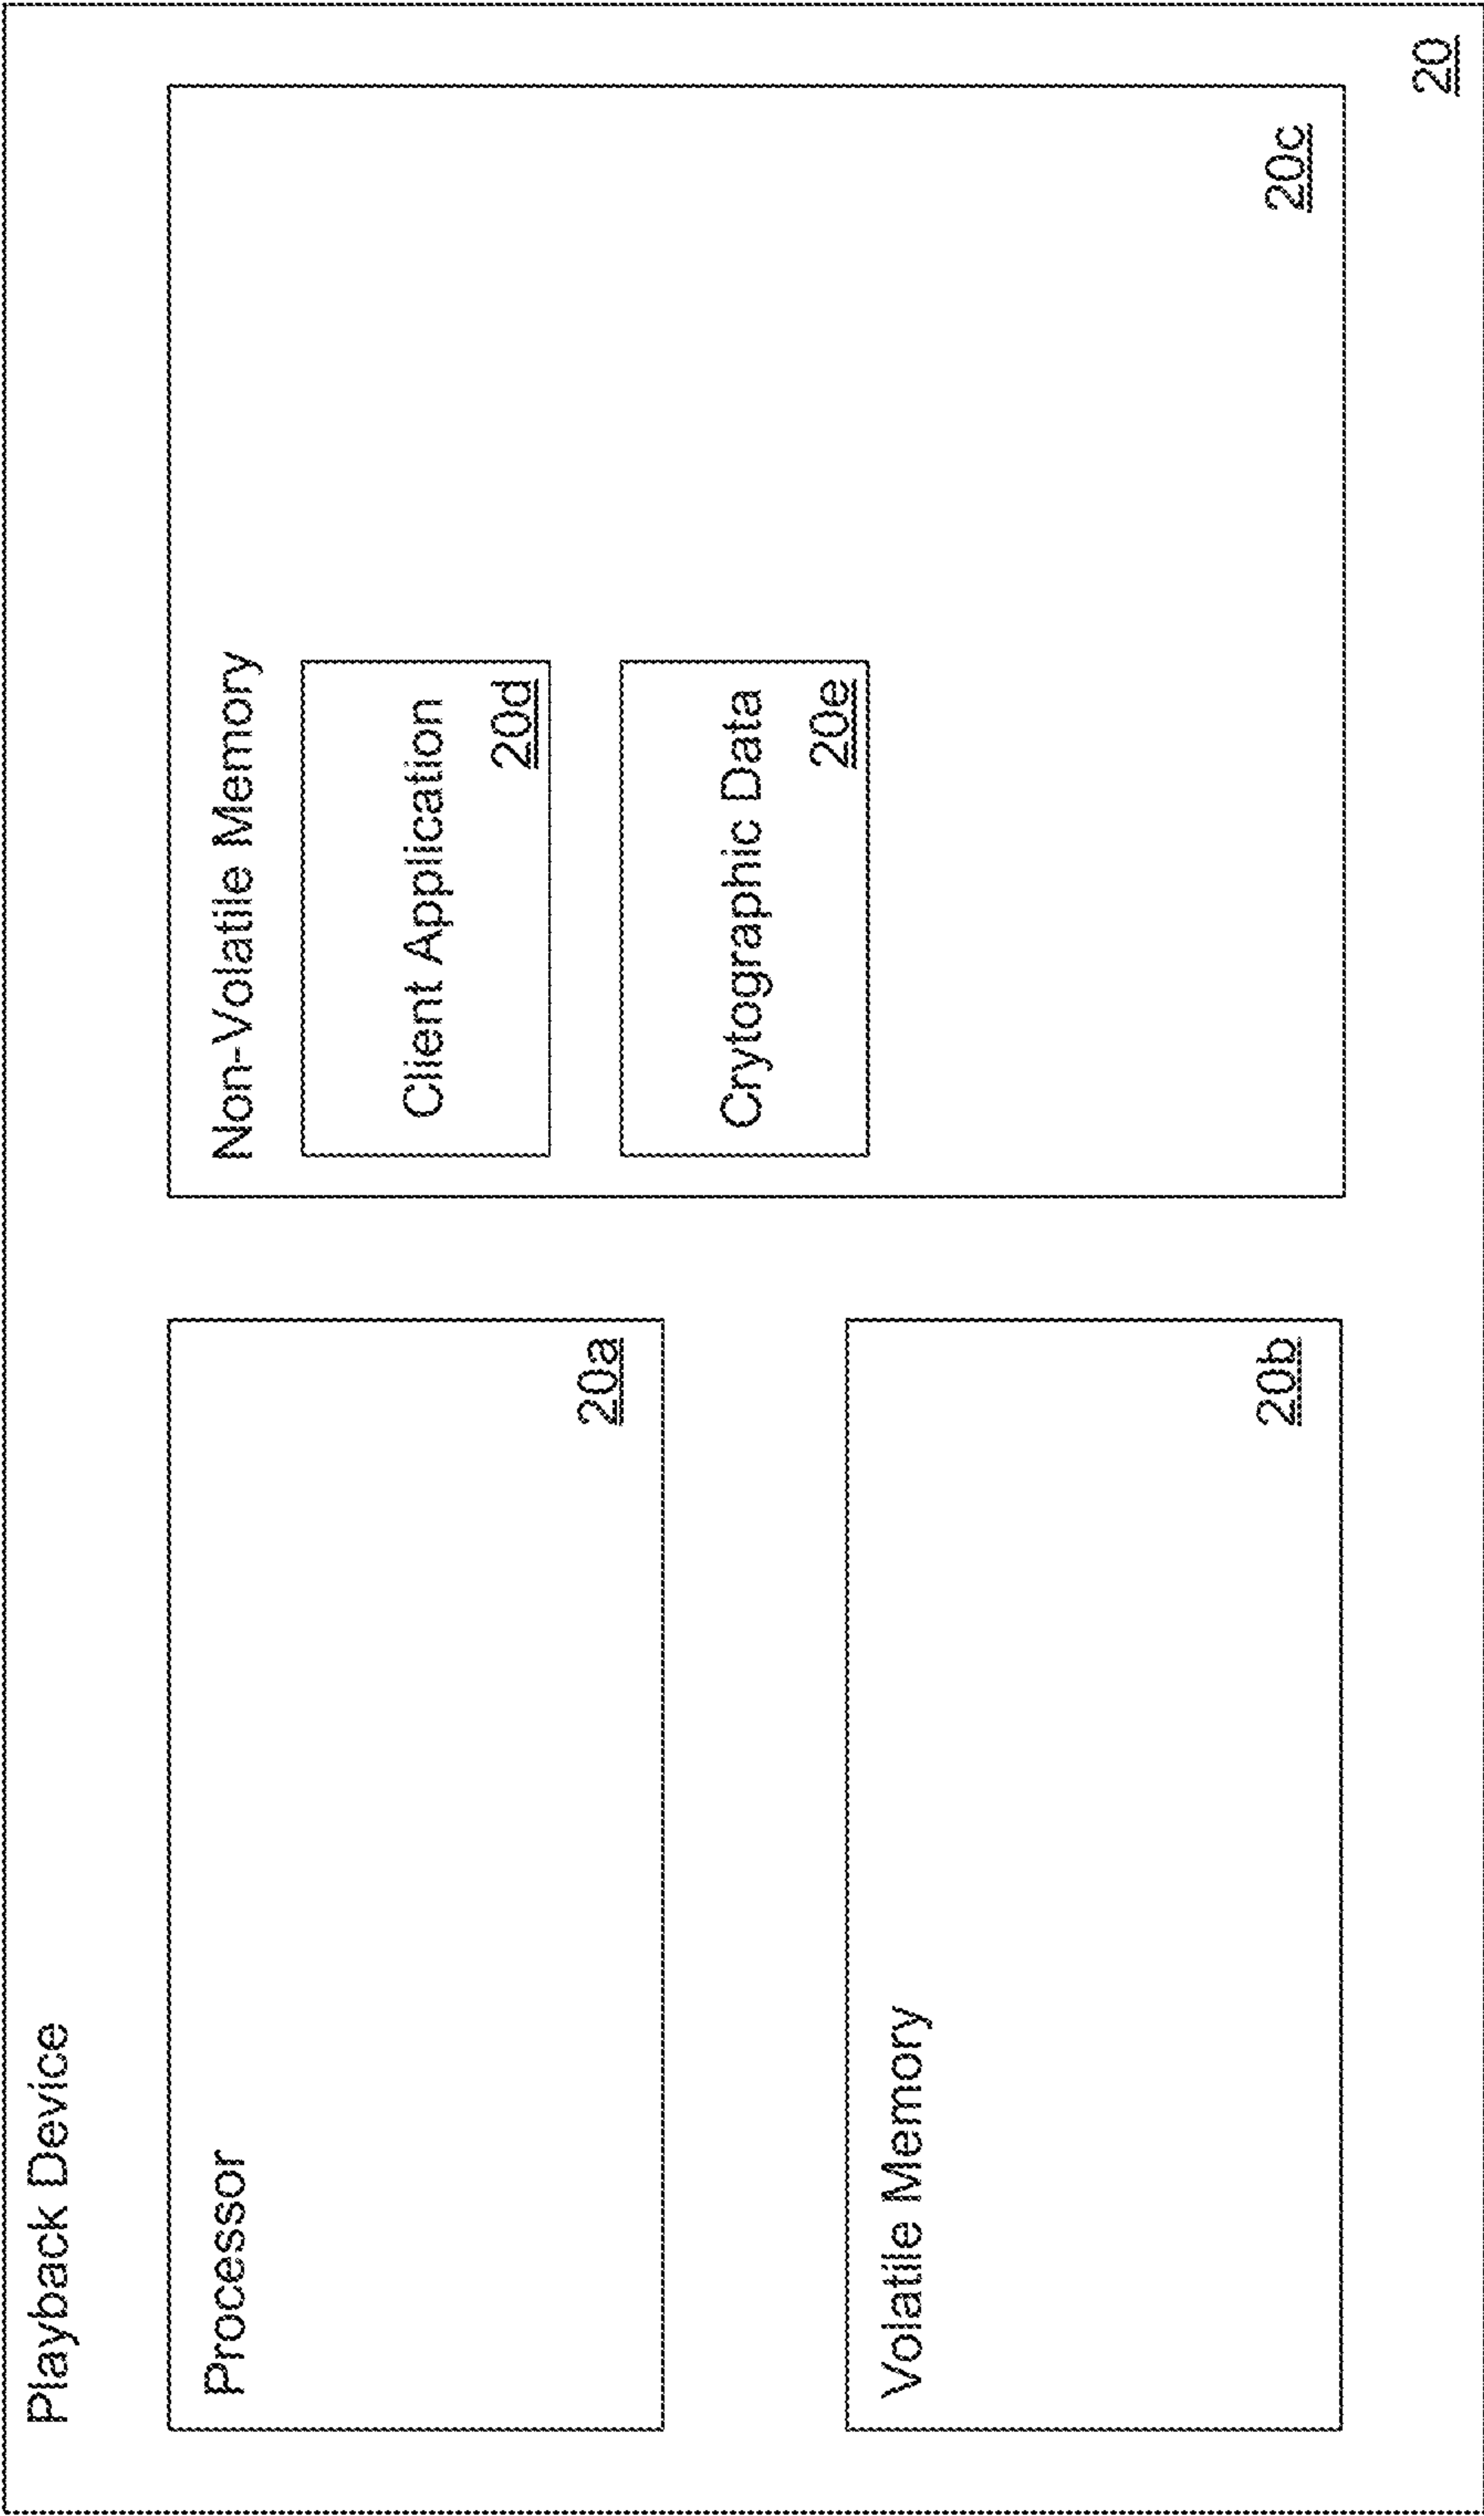 Playback Device
Processor
20a
Volatile Memory
20b
Non-Volatile Memory
Client Application
20d
Crytographic Data
20e
20c
20